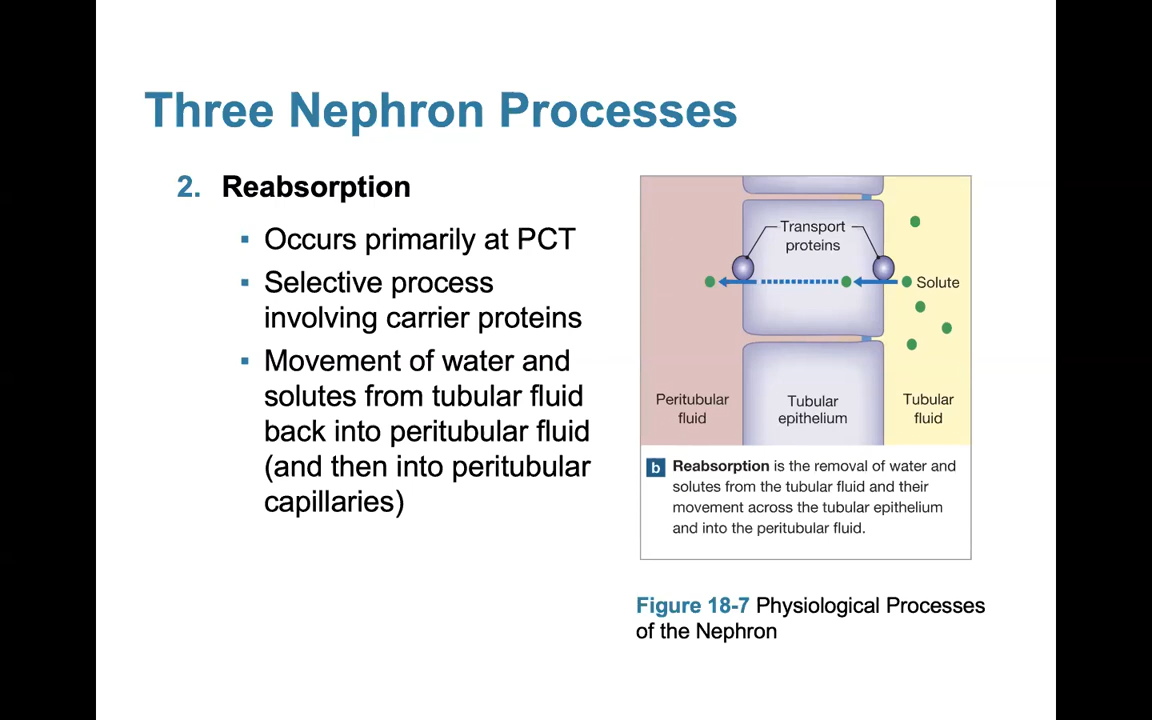 Three Nephron Processes
2. Reabsorption
▪ Occurs primarily at PCT
▪ Selective process
involving carrier proteins
▪ Movement of water and
solutes from tubular fluid
back into peritubular fluid
(and then into peritubular
capillaries)
Transport
proteins
Solute
Peritubular
fluid
Tubular
epithelium
Tubular
fluid
b Reabsorption is the removal of water and
solutes from the tubular fluid and their
movement across the tubular epithelium
and into the peritubular fluid.
Figure 18-7 Physiological Processes
of the Nephron